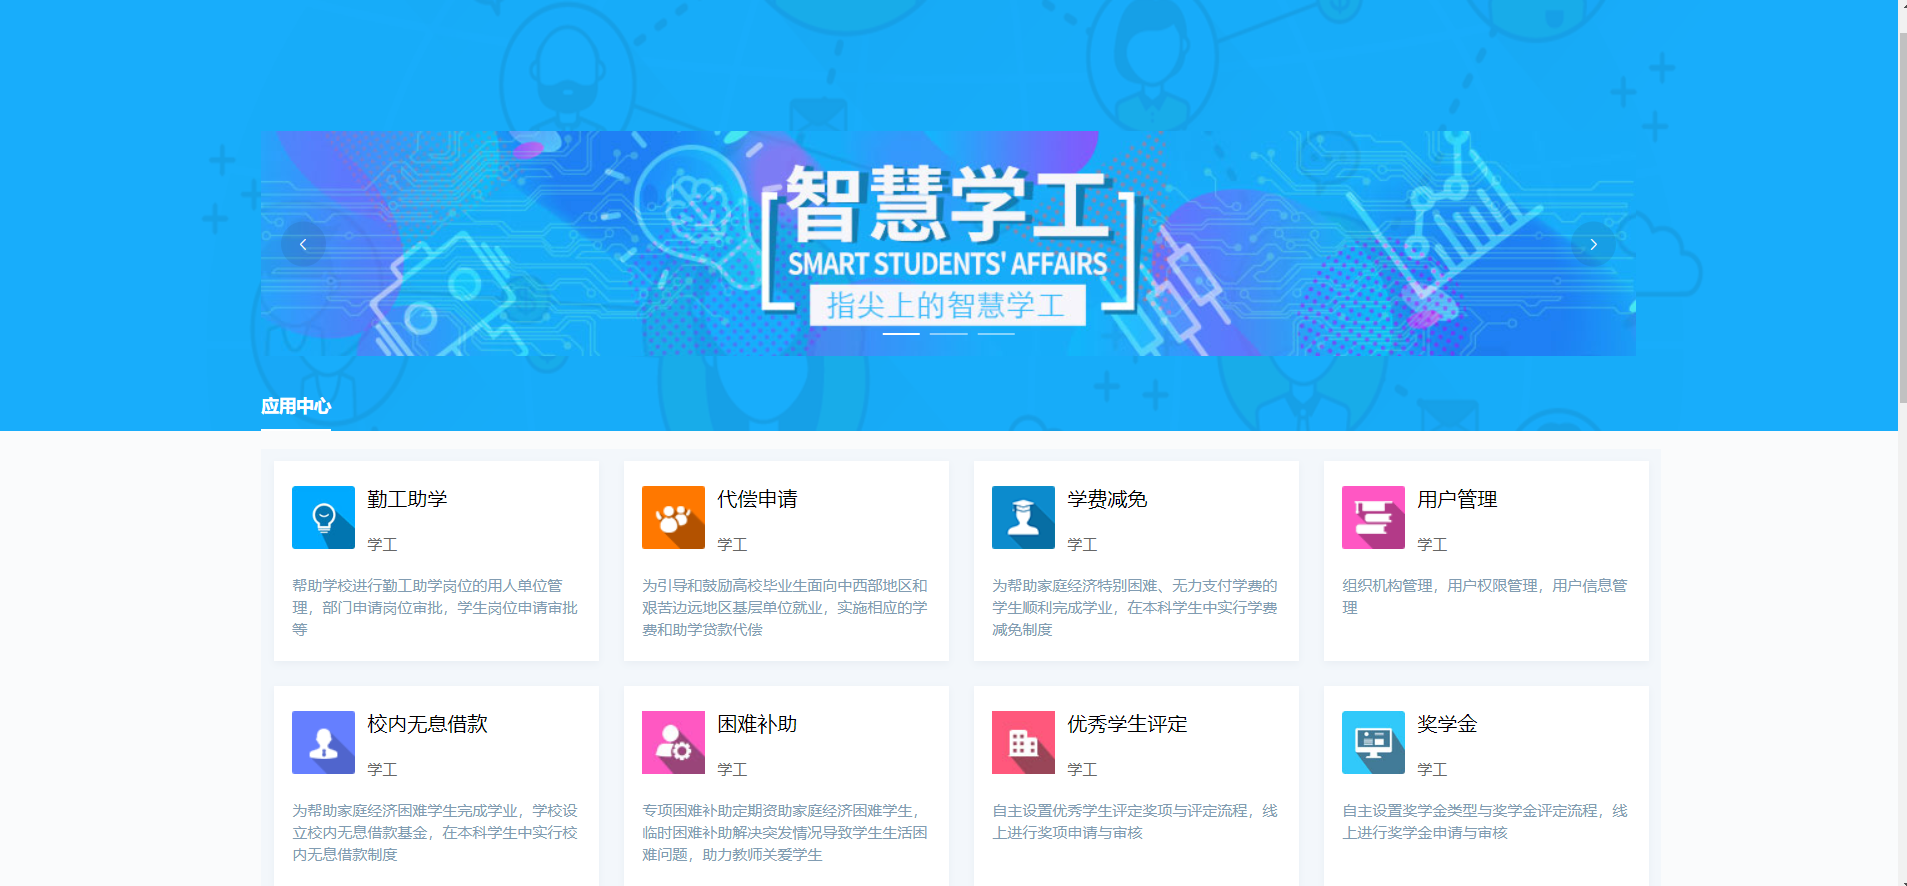 智慧学工
SMART STUDENTS' AFFAIRS
指尖上的智慧学工
应用中心
勤工助学
学工
帮助学校进行勤工助学岗位的用人单位管
理，部门申请岗位审批，学生岗位申请审批
等
代偿申请
学工
为引导和鼓励高校毕业生面向中西部地区和
艰苦边远地区基层单位就业，实施相应的学
费和助学贷款代偿
学费减免
学工
为帮助家庭经济特别困难、无力支付学费的
学生顺利完成学业，在本科学生中实行学费
减免制度
用户管理
学工
组织机构管理，用户权限管理，用户信息管
理
校内无息借款
学工
为帮助家庭经济困难学生完成学业，学校设
立校内无息借款基金，在本科学生中实行校
内无息借款制度
困难补助
学工
专项困难补助定期资助家庭经济困难学生，
临时困难补助解决突发情况导致学生生活困
难问题，助力教师关爱学生
优秀学生评定
学工
自主设置优秀学生评定奖项与评定流程，线
上进行奖项申请与审核
奖学金
学工
自主设置奖学金类型与奖学金评定流程，线
上进行奖学金申请与审核